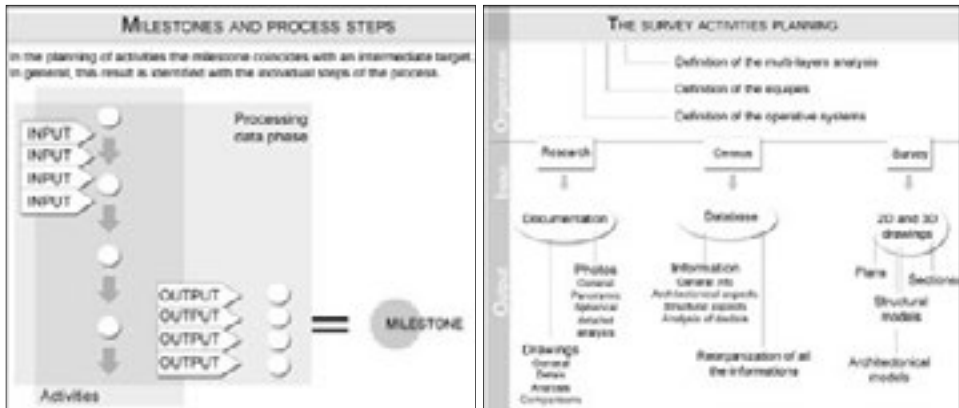 MILESTONES AND PROCESS STEPS
In the planning of activities the milestone coincides with an intermediate target.
In general, this result is identified with the individual steps of the process.
Processing
data phase
INPUT
INPUT
INPUT
INPUT
OUTPUT
OUTPUT
OUTPUT
OUTPUT
=
MILESTONE
Activities
THE SURVEY ACTIVITIES PLANNING
Organization
Definition of the multi-layers analysis
Definition of the equipes
Definition of the operative systems
Input
Research
Census
Survey
Output
Documentation
Database
2D and 3D
drawings
Photos
General
Panoramic
Spherical
detailed
analysis
Drawings
General
Detail
Analysis
Comparisons
Information
General info
Architectonical aspects
Structural aspects
Analysis of decline
Reorganization of all
the informations
Plans
Sections
Structural
models
Architectonical
models